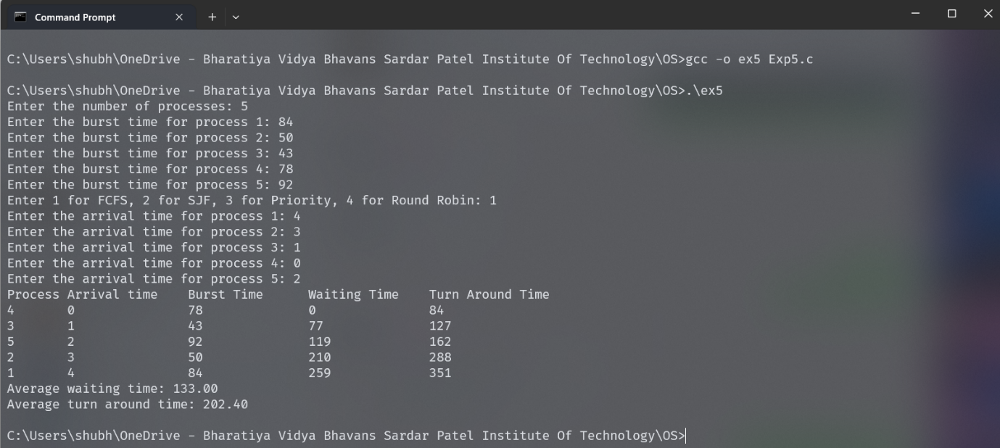 Command Prompt
C:\Users\shubh\OneDrive - Bharatiya Vidya Bhavans Sardar Patel Institute Of Technology\OS>gcc -o ex5 Exp5.c
C:\Users\shubh\OneDrive - Bharatiya Vidya Bhavans Sardar Patel Institute Of Technology\OS>.\ex5
Enter the number of processes: 5
Enter the burst time for process 1: 84
Enter the burst time for process 2: 50
Enter the burst time for process 3: 43
Enter the burst time for process 4: 78
Enter the burst time for process 5: 92
Enter 1 for FCFS, 2 for SJF, 3 for Priority, 4 for Round Robin: 1
Enter the arrival time for process 1: 4
Enter the arrival time for process 2: 3
Enter the arrival time for process 3: 1
Enter the arrival time for process 4: 0
Enter the arrival time for process 5: 2
Process Arrival time    Burst Time      Waiting Time    Turn Around Time
4       0               78              0               84
3       1               43              77              127
5       2               92              119             162
2       3               50              210             288
1       4               84              259             351
Average waiting time: 133.00
Average turn around time: 202.40
C:\Users\shubh\OneDrive - Bharatiya Vidya Bhavans Sardar Patel Institute Of Technology\OS>